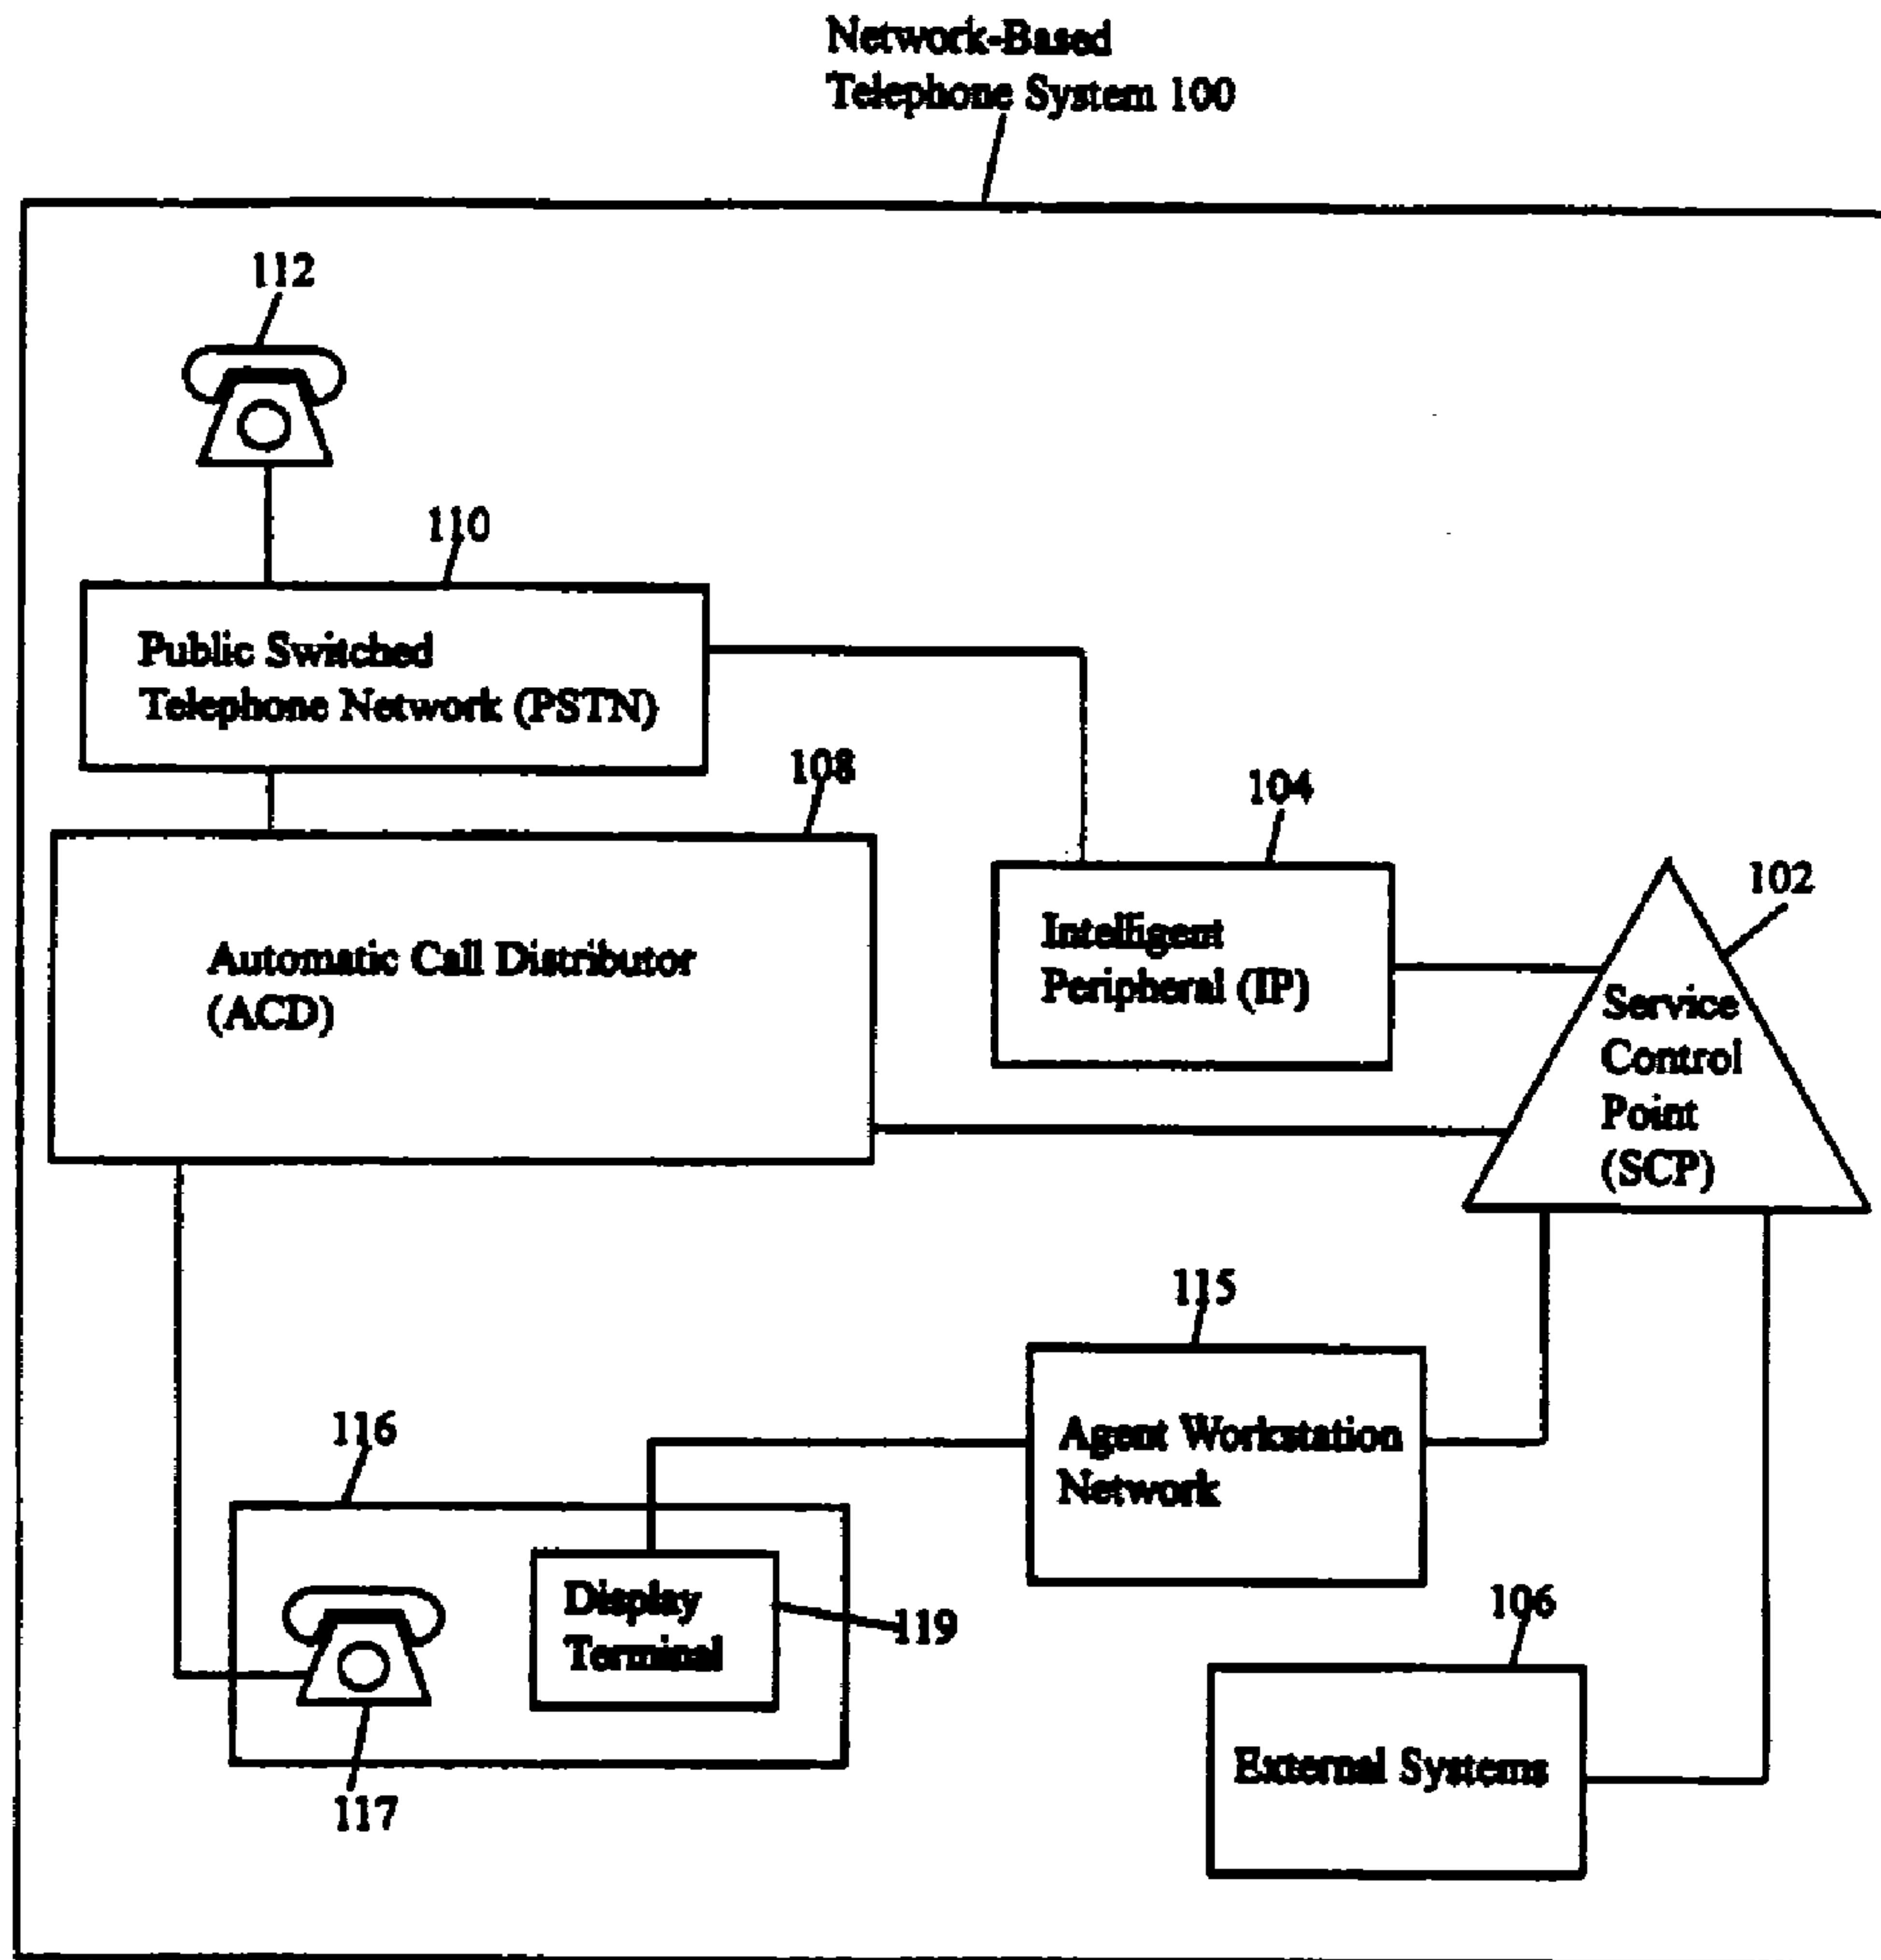 Network-Based
Telephone System 100
112
110
Public Switched
Telephone Network (PSTN)
108
Automatic Call Distributor
(ACD)
104
Intelligent
Peripheral (IP)
102
Service
Control
Point
(SCP)
115
Agent Workstation
Network
116
Display
Terminal
119
117
106
External Systems